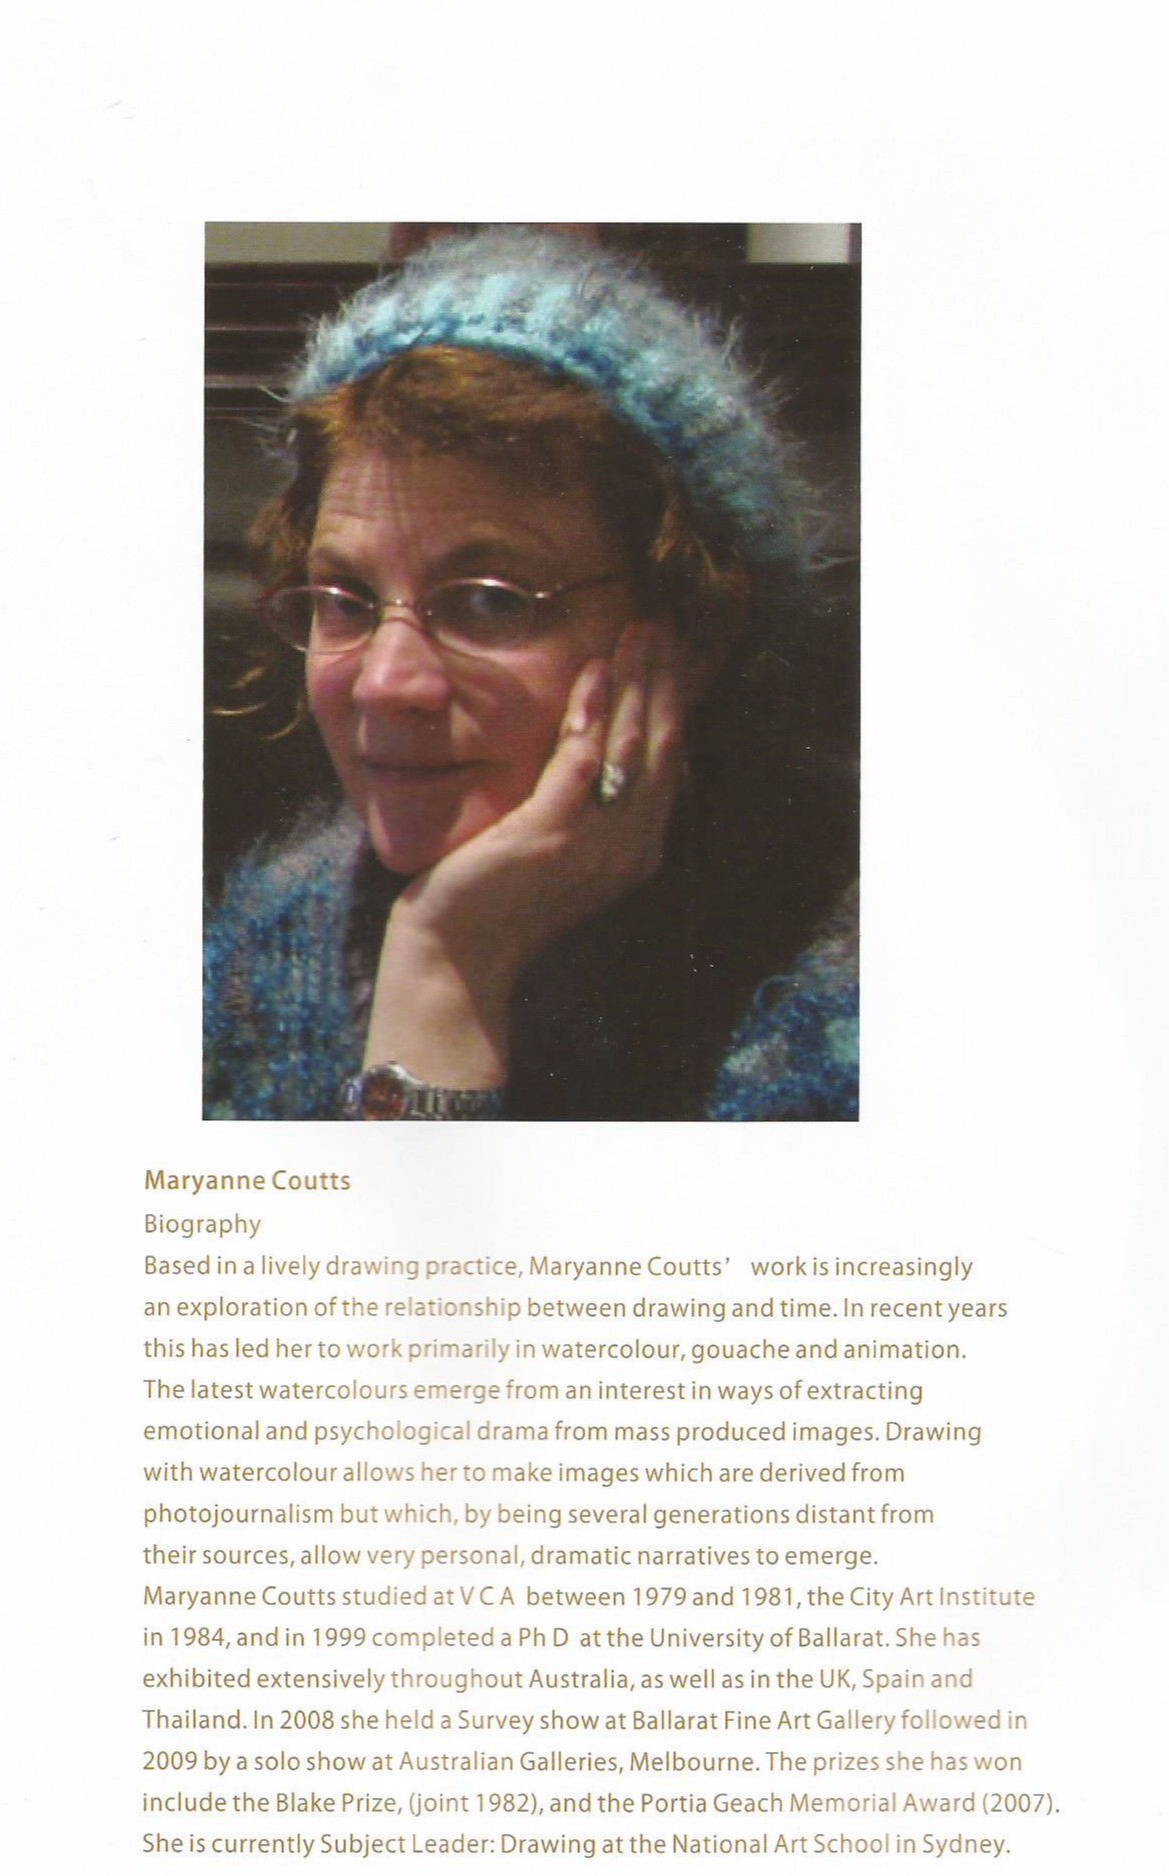 Maryanne Coutts
Biography
Based in a lively drawing practice, Maryanne Coutts’ work is increasingly
an exploration of the relationship between drawing and time. In recent years
this has led her to work primarily in watercolour, gouache and animation.
The latest watercolours emerge from an interest in ways of extracting
emotional and psychological drama from mass produced images. Drawing
with watercolour allows her to make images which are derived from
photojournalism but which, by being several generations distant from
their sources, allow very personal, dramatic narratives to emerge.
Maryanne Coutts studied at V C A between 1979 and 1981, the City Art Institute
in 1984, and in 1999 completed a Ph D at the University of Ballarat. She has
exhibited extensively throughout Australia, as well as in the UK, Spain and
Thailand. In 2008 she held a Survey show at Ballarat Fine Art Gallery followed in
2009 by a solo show at Australian Galleries, Melbourne. The prizes she has won
include the Blake Prize, (joint 1982), and the Portia Geach Memorial Award (2007).
She is currently Subject Leader: Drawing at the National Art School in Sydney.